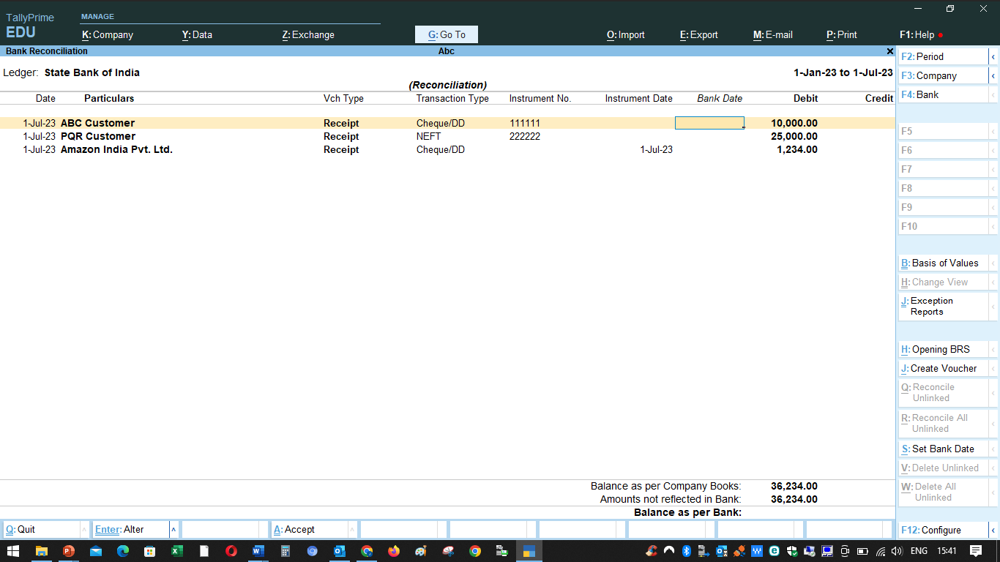 TallyPrime
EDU
MANAGE
K: Company
Y: Data
Z: Exchange
G: Go To
O: Import
E: Export
M: E-mail
P: Print
F1: Help
Bank Reconciliation
Abc
Ledger: State Bank of India
1-Jan-23 to 1-Jul-23
(Reconciliation)
Date Particulars Vch Type Transaction Type Instrument No. Instrument Date Bank Date Debit Credit
1-Jul-23 ABC Customer Receipt Cheque/DD 111111 10,000.00
1-Jul-23 PQR Customer Receipt NEFT 222222 25,000.00
1-Jul-23 Amazon India Pvt. Ltd. Receipt Cheque/DD 1-Jul-23 1,234.00
Balance as per Company Books: 36,234.00
Amounts not reflected in Bank: 36,234.00
Balance as per Bank:
F2: Period
F3: Company
F4: Bank
F5
F6
F7
F8
F9
F10
B: Basis of Values
H: Change View
J: Exception
Reports
H: Opening BRS
J: Create Voucher
Q: Reconcile
Unlinked
R: Reconcile All
Unlinked
S: Set Bank Date
V: Delete Unlinked
W: Delete All
Unlinked
F12: Configure
Q: Quit
Enter: Alter
A: Accept
ENG 15:41